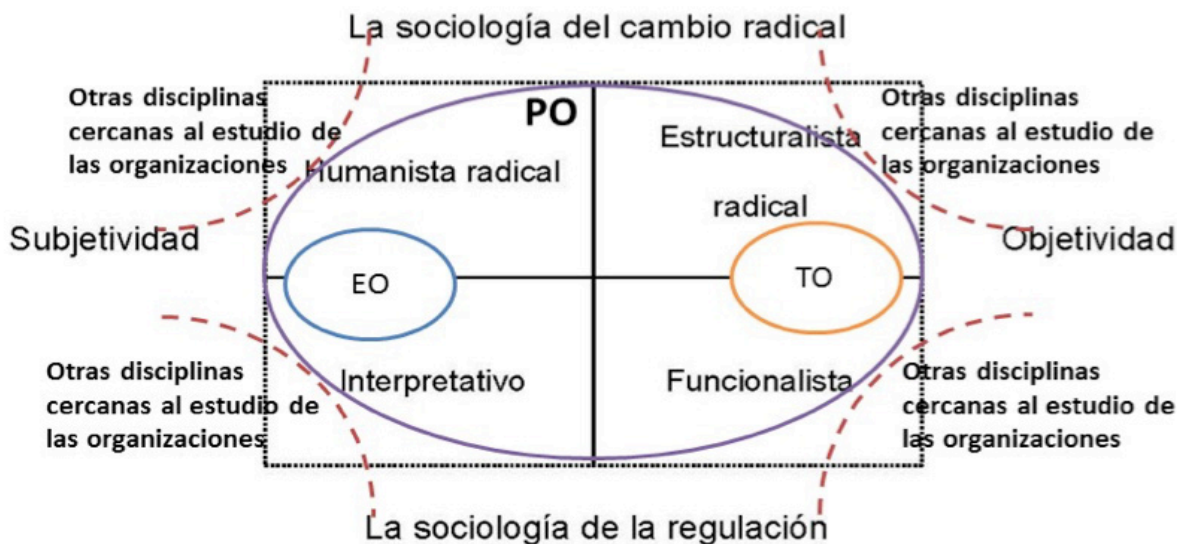 La sociología del cambio radical
Otras disciplinas
cercanas al estudio de
las organizaciones
PO
Otras disciplinas
cercanas al estudio de
las organizaciones
Humanista radical
Estructuralista
radical
Subjetividad
Objetividad
EO
TO
Otras disciplinas
cercanas al estudio de
las organizaciones
Interpretativo
Funcionalista
Otras disciplinas
cercanas al estudio de
las organizaciones
La sociología de la regulación